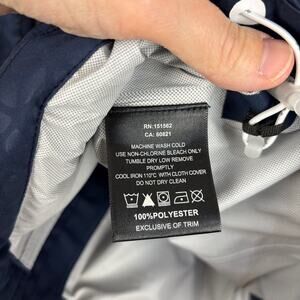 RN:151562
CA: 60821
MACHINE WASH COLD
USE NON-CHLORINE BLEACH ONLY
TUMBLE DRY LOW REMOVE
PROMPTLY
COOL IRON 110°C WITH CLOTH COVER
DO NOT DRY CLEAN
100%POLYESTER
EXCLUSIVE OF TRIM